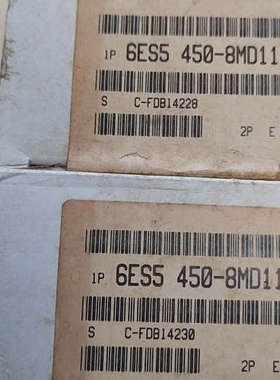 1P 6ES5 450-8MD11
S C-FDB14228
2P E
1P 6ES5 450-8MD11
S C-FDB14230
2P E